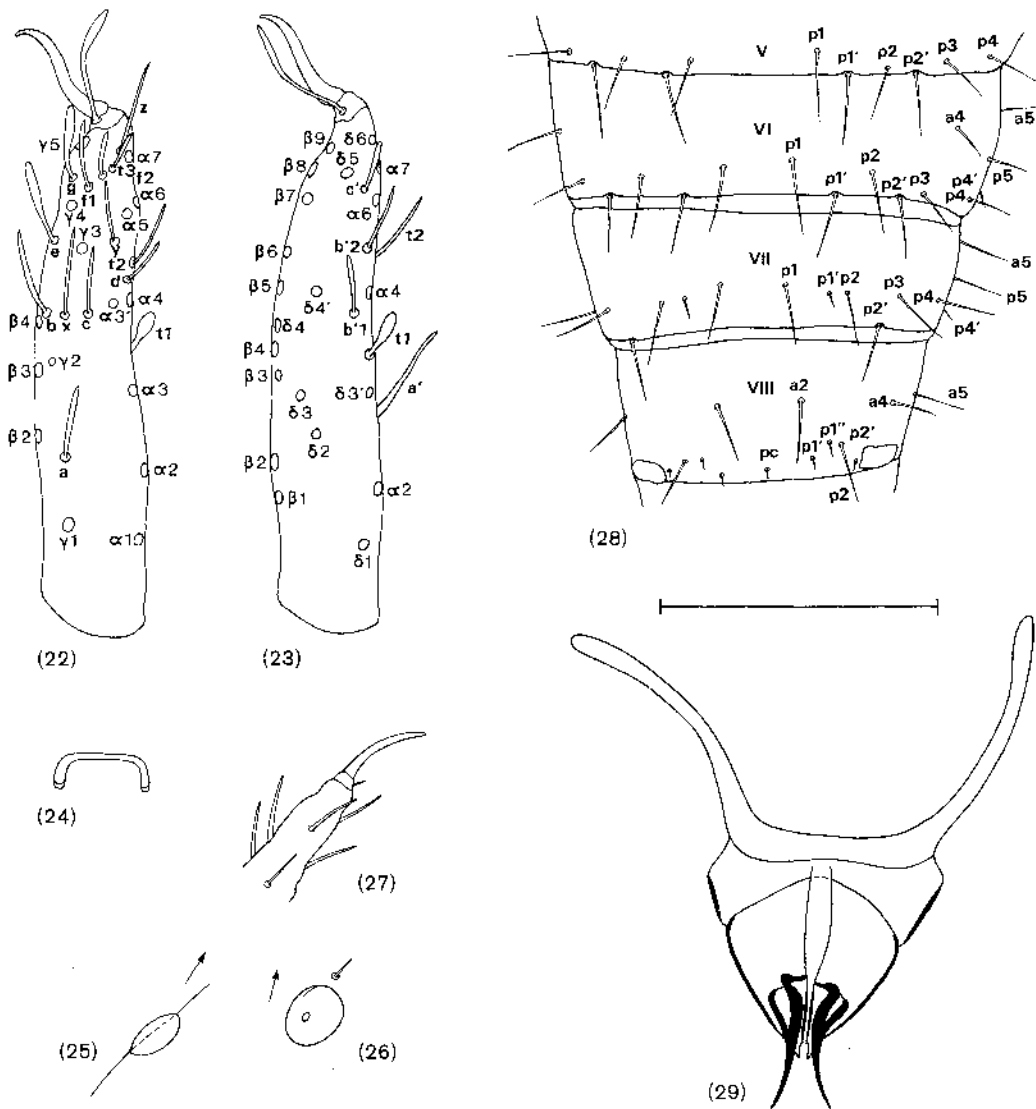 γ5
z
g
f1
t3
f2
α7
α6
γ4
γ3
α5
e
y
t2
d
β4
b
x
c
α3'
α4
t1
β3
γ2
α3
β2
a
α2
γ1
α1
(22)
β9
δ6
β8
δ5
α7
β7
c'
α6
β6
b'2
t2
β5
δ4'
α4
δ4
b'1
t1
β4
β3
δ3'
a'
δ3
δ2
β2
β1
α2
δ1
(23)
V
p1
p1'
p2
p2'
p3
p4
VI
a4
a5
p1
p2
p5
p1'
p2'
p3
p4'
p4
VII
a5
p1
p1'
p2
p3
p4
p5
p2'
p4'
VIII
a2
a4
a5
pc
p1'
p1''
p2'
p2
(28)
(24)
(27)
(25)
(26)
(29)